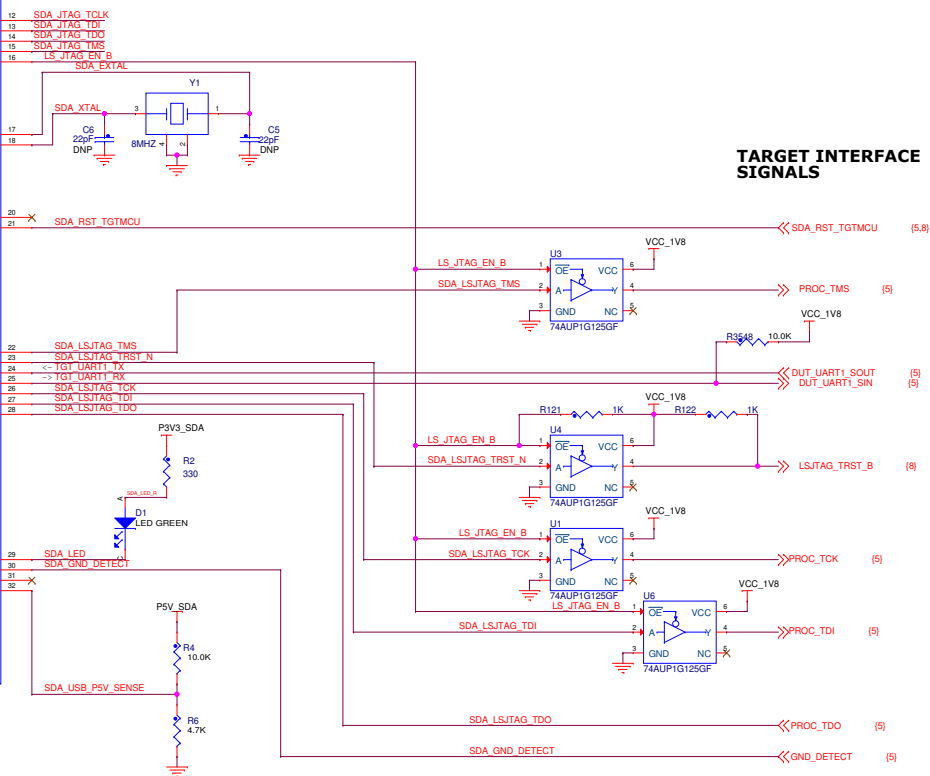 12 SDA_JTAG_TCLK
13 SDA_JTAG_TDI
14 SDA_JTAG_TDO
15 SDA_JTAG_TMS
16 LS_JTAG_EN_B
SDA_EXTAL
Y1
SDA_XTAL 3 1
C6 C5
22pF 22pF
DNP 8MHZ 4 2 DNP
17
18
TARGET INTERFACE
SIGNALS
20
21 SDA_RST_TGTMCU SDA_RST_TGTMCU {5,8}
VCC_1V8
U3
LS_JTAG_EN_B 1 OE VCC 6
SDA_LSJTAG_TMS 2 A Y 4 PROC_TMS {5}
3 GND NC 5
74AUP1G125GF
VCC_1V8
R3548 10.0K
22 SDA_LSJTAG_TMS
23 SDA_LSJTAG_TRST_N
24 <- TGT_UART1_TX DUT_UART1_SOUT {5}
25 -> TGT_UART1_RX DUT_UART1_SIN {5}
26 SDA_LSJTAG_TCK
27 SDA_LSJTAG_TDI
28 SDA_LSJTAG_TDO
VCC_1V8
R121 1K R122 1K
P3V3_SDA
R2
330
U4
LS_JTAG_EN_B 1 OE VCC 6
SDA_LSJTAG_TRST_N 2 A Y 4 LSJTAG_TRST_B {8}
3 GND NC 5
74AUP1G125GF
SDA_LED_R
A
D1
LED GREEN
C
VCC_1V8
U1
LS_JTAG_EN_B 1 OE VCC 6
SDA_LSJTAG_TCK 2 A Y 4 PROC_TCK {5}
3 GND NC 5
74AUP1G125GF
29 SDA_LED
30 SDA_GND_DETECT
31
32
VCC_1V8
U6
LS_JTAG_EN_B 1 OE VCC 6
SDA_LSJTAG_TDI 2 A Y 4 PROC_TDI {5}
3 GND NC 5
74AUP1G125GF
P5V_SDA
R4
10.0K
SDA_USB_P5V_SENSE
R6
4.7K
SDA_LSJTAG_TDO PROC_TDO {5}
SDA_GND_DETECT GND_DETECT {5}